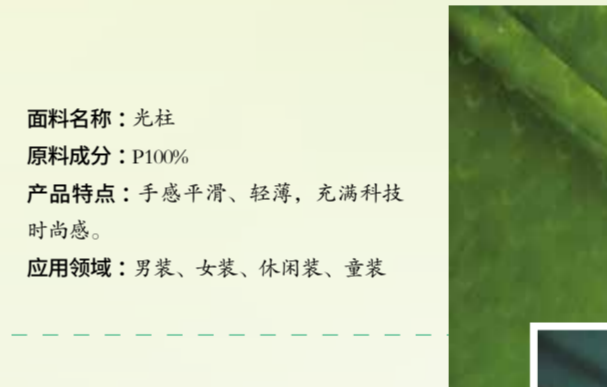 面料名称：光柱
原料成分：P100%
产品特点：手感平滑、轻薄，充满科技
时尚感。
应用领域：男装、女装、休闲装、童装